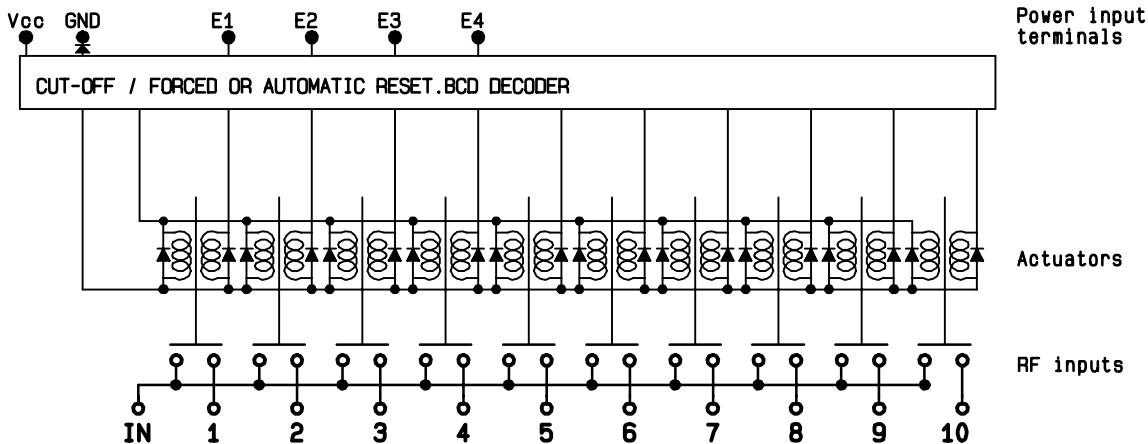 Vcc GND E1 E2 E3 E4 Power input
terminals
CUT-OFF / FORCED OR AUTOMATIC RESET.BCD DECODER
Actuators
RF inputs
IN 1 2 3 4 5 6 7 8 9 10